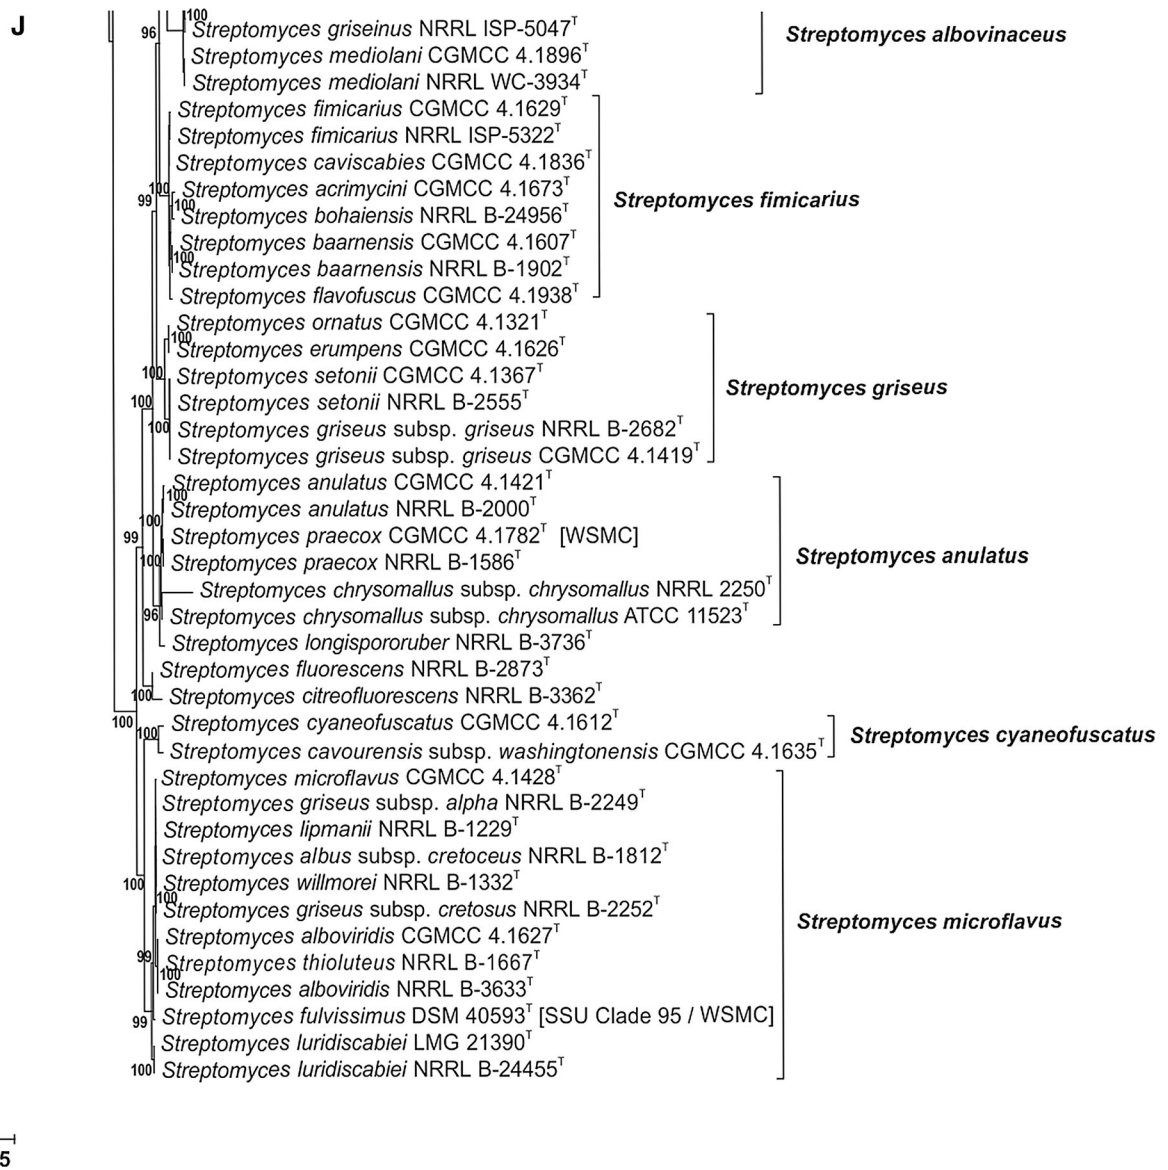 J
100
Streptomyces griseinus NRRL ISP-5047T
Streptomyces albovinaceus
96
Streptomyces mediolani CGMCC 4.1896T
Streptomyces mediolani NRRL WC-3934T
Streptomyces fimicarius CGMCC 4.1629T
Streptomyces fimicarius NRRL ISP-5322T
Streptomyces caviscabies CGMCC 4.1836T
100
Streptomyces acrimycini CGMCC 4.1673T
99
Streptomyces fimicarius
100
Streptomyces bohaiensis NRRL B-24956T
Streptomyces baarnensis CGMCC 4.1607T
100
Streptomyces baarnensis NRRL B-1902T
Streptomyces flavofuscus CGMCC 4.1938T
Streptomyces ornatus CGMCC 4.1321T
100
Streptomyces erumpens CGMCC 4.1626T
100
Streptomyces setonii CGMCC 4.1367T
Streptomyces griseus
100
Streptomyces setonii NRRL B-2555T
100
Streptomyces griseus subsp. griseus NRRL B-2682T
Streptomyces griseus subsp. griseus CGMCC 4.1419T
Streptomyces anulatus CGMCC 4.1421T
100
Streptomyces anulatus NRRL B-2000T
100
99
Streptomyces praecox CGMCC 4.1782T [WSMC]
Streptomyces anulatus
100
Streptomyces praecox NRRL B-1586T
Streptomyces chrysomallus subsp. chrysomallus NRRL 2250T
96
Streptomyces chrysomallus subsp. chrysomallus ATCC 11523T
Streptomyces longispororuber NRRL B-3736T
Streptomyces fluorescens NRRL B-2873T
100
Streptomyces citreofluorescens NRRL B-3362T
100
Streptomyces cyaneofuscatus CGMCC 4.1612T
100
Streptomyces cyaneofuscatus
Streptomyces cavourensis subsp. washingtonensis CGMCC 4.1635T
Streptomyces microflavus CGMCC 4.1428T
Streptomyces griseus subsp. alpha NRRL B-2249T
Streptomyces lipmanii NRRL B-1229T
Streptomyces albus subsp. cretoceus NRRL B-1812T
100
Streptomyces willmorei NRRL B-1332T
100
Streptomyces griseus subsp. cretosus NRRL B-2252T
Streptomyces microflavus
Streptomyces alboviridis CGMCC 4.1627T
99
Streptomyces thioluteus NRRL B-1667T
100
Streptomyces alboviridis NRRL B-3633T
99
Streptomyces fulvissimus DSM 40593T [SSU Clade 95 / WSMC]
Streptomyces luridiscabiei LMG 21390T
100
Streptomyces luridiscabiei NRRL B-24455T
5